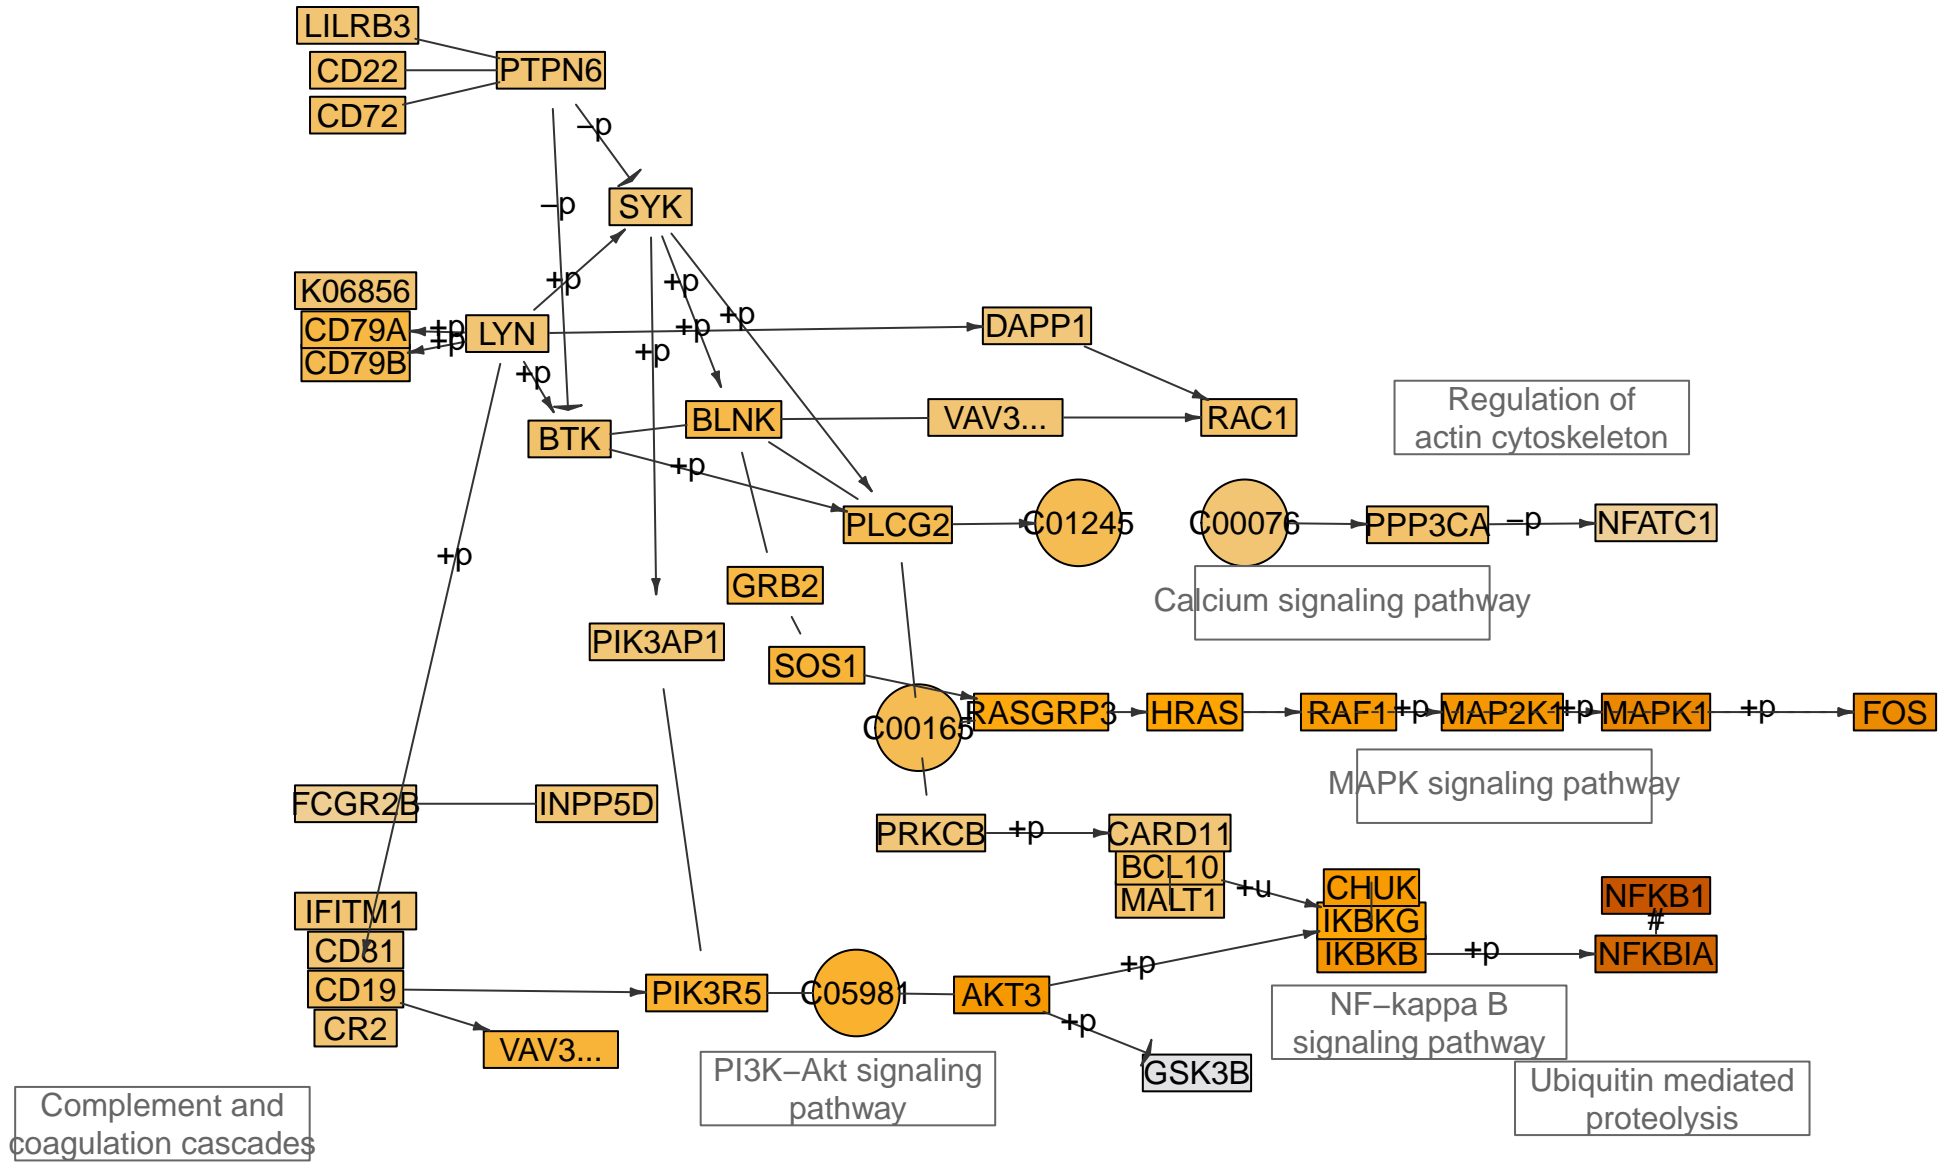 LILRB3
CD22
PTPN6
CD72
–p
SYK
–p
K06856
+p
+p
CD79A
+p
LYN
+p
+p
DAPP1
+p
CD79B
+p
+p
Regulation of
actin cytoskeleton
BLNK
VAV3...
RAC1
BTK
+p
PLCG2
C01245
C00076
PPP3CA
–p
NFATC1
+p
GRB2
Calcium signaling pathway
PIK3AP1
SOS1
C00165
RASGRP3
HRAS
RAF1
+p
MAP2K1
+p
MAPK1
+p
FOS
MAPK signaling pathway
FCGR2B
INPP5D
PRKCB
+p
CARD11
BCL10
MALT1
+u
CHUK
IKBKG
IKBKB
NFKB1
#
+p
NFKBIA
IFITM1
CD81
CD19
CR2
PIK3R5
C05981
AKT3
+p
+p
NF–kappa B
signaling pathway
VAV3...
PI3K–Akt signaling
pathway
GSK3B
Ubiquitin mediated
proteolysis
Complement and
coagulation cascades